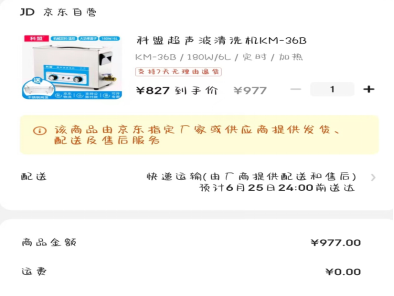 JD 京东自营
科盟超声波清洗机KM-36B
KM-36B / 180W/6L / 定时 / 加热
支持7天无理由退货
¥827 到手价 ¥977
1
该商品由京东指定厂家或供应商提供发货、
配送及售后服务
配送
快递运输(由厂商提供配送和售后)
预计6月25日24:00前送达
商品金额
¥977.00
运费
¥0.00